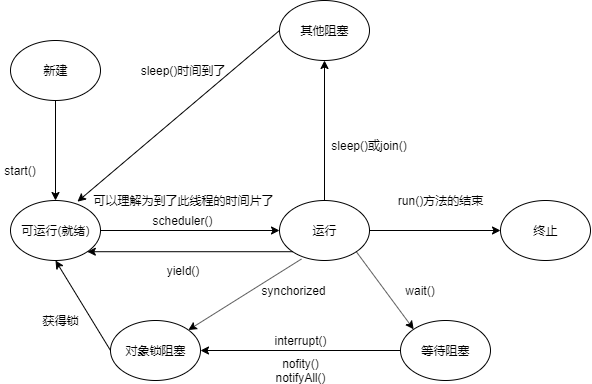 其他阻塞
新建
sleep()时间到了
sleep()或join()
start()
可以理解为到了此线程的时间片了
scheduler()
run()方法的结束
可运行(就绪)
运行
终止
yield()
synchorized
wait()
获得锁
对象锁阻塞
interrupt()
等待阻塞
nofity()
notifyAll()